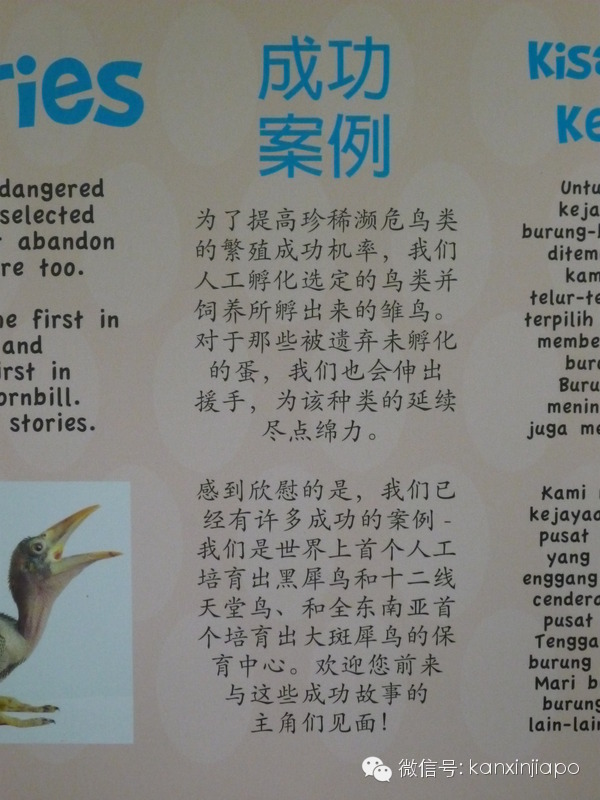 ries
dangered
selected
abandon
re too.
he first in
and
irst in
ornbill.
stories.
成功
案例
为了提高珍稀濒危鸟类
的繁殖成功机率，我们
人工孵化选定的鸟类并
饲养所孵出来的雏鸟。
对于那些被遗弃未孵化
的蛋，我们也会伸出
援手，为该种类的延续
尽点绵力。
感到欣慰的是，我们已
经有许多成功的案例 -
我们是世界上首个人工
培育出黑犀鸟和十二线
天堂鸟、和全东南亚首
个培育出大斑犀鸟的保
育中心。欢迎您前来
与这些成功故事的
主角们见面！
Kisa
Ke
Untu
keja
burung-b
ditem
kam
telur-te
terpilih
membe
bura
Buru
menin
juga me
Kami
kejayaa
pusat
yang
enggang
cendera
pusat
Tengga
burung
Mari b
burung
lain-lain
微信号: kanxinjiapo